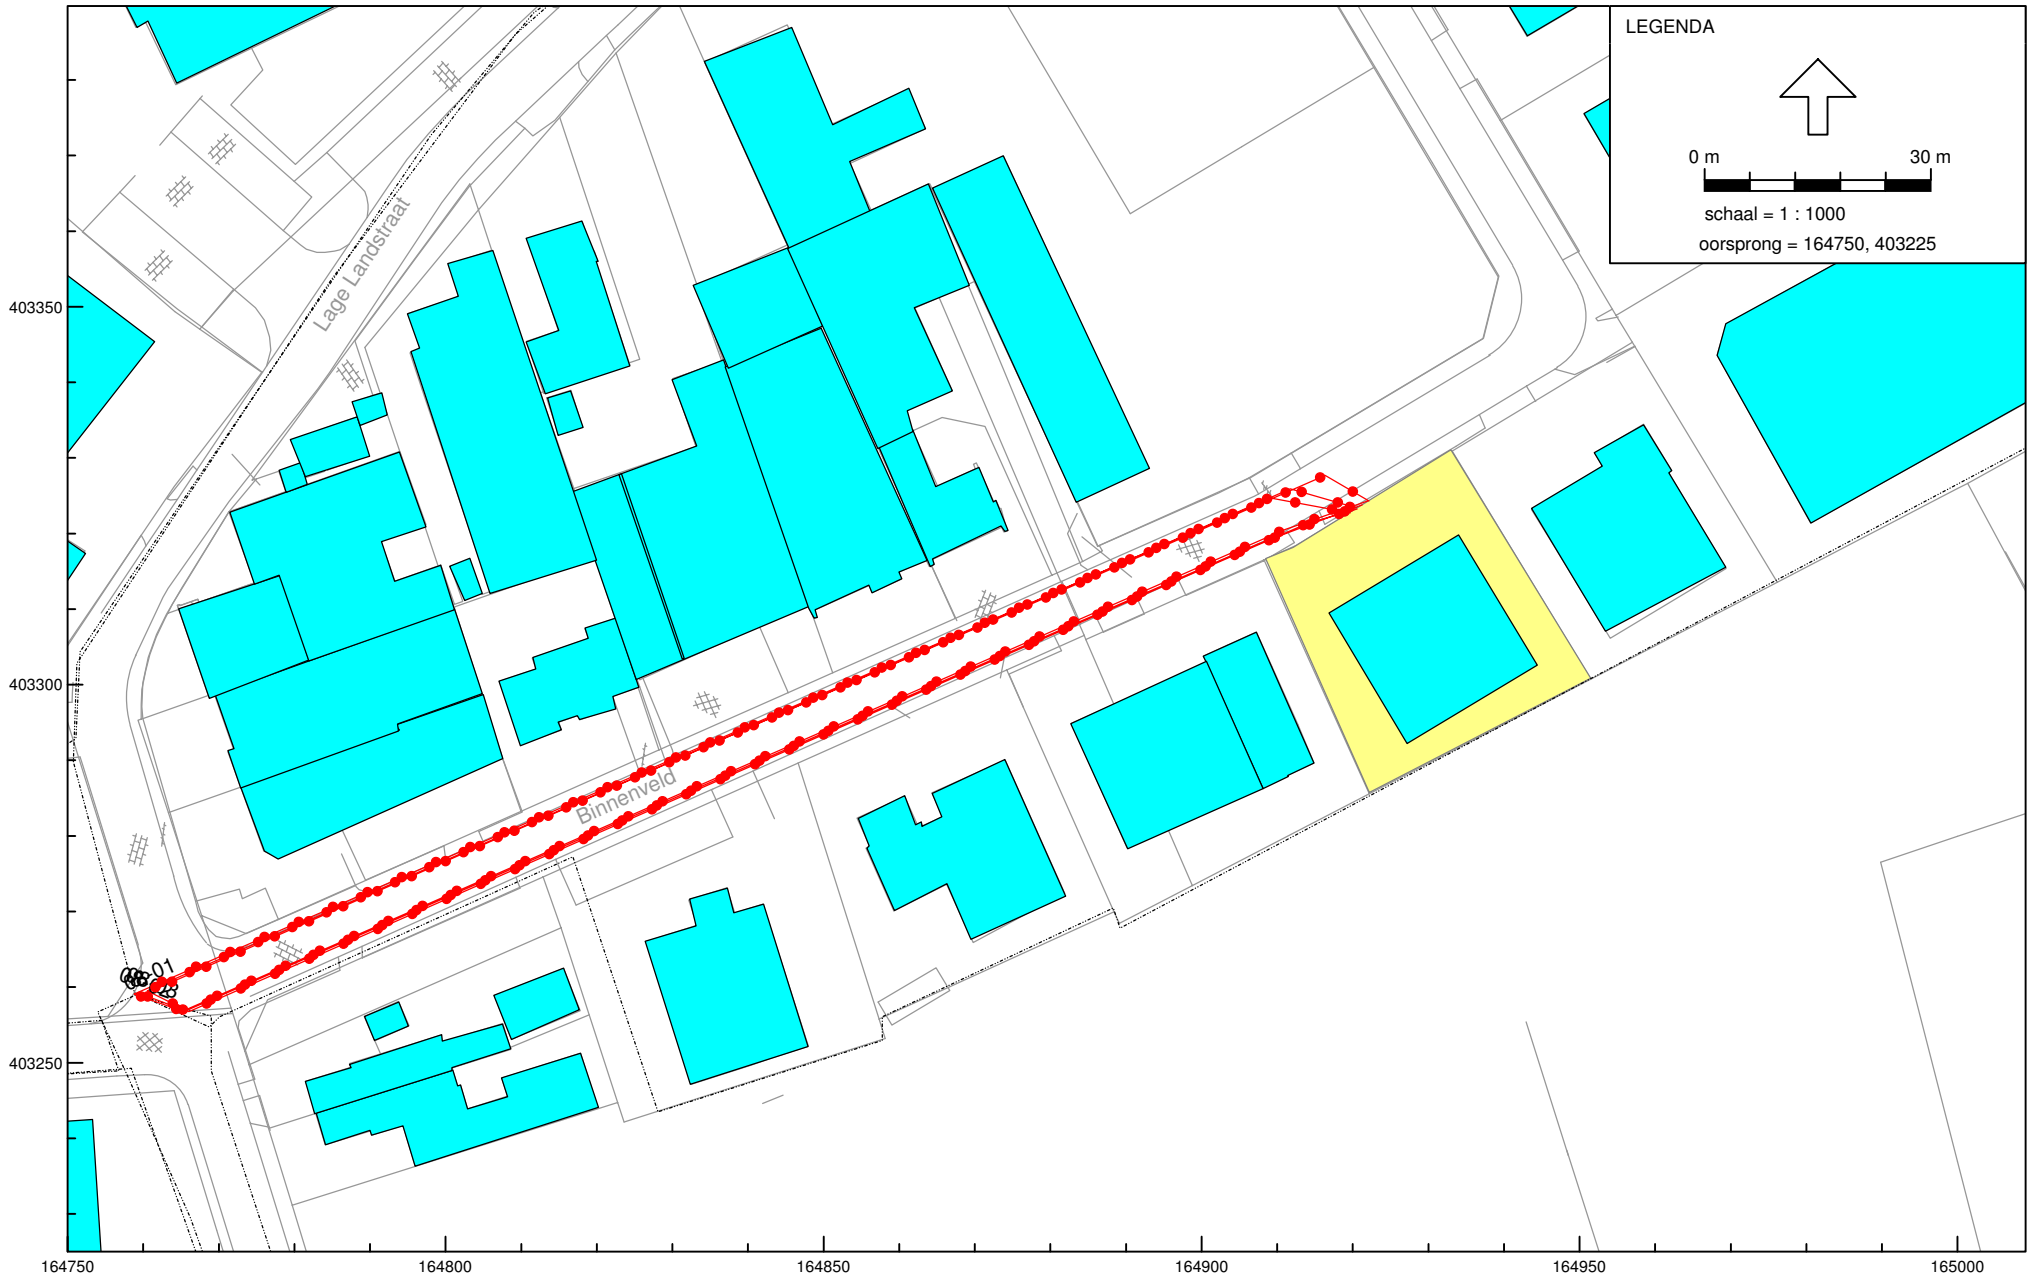 LEGENDA
0 m 30 m
schaal = 1 : 1000
oorsprong = 164750, 403225
Lage Landstraat
403350
403300
Binnenveld
403250
164750 164800 164850 164900 164950 165000